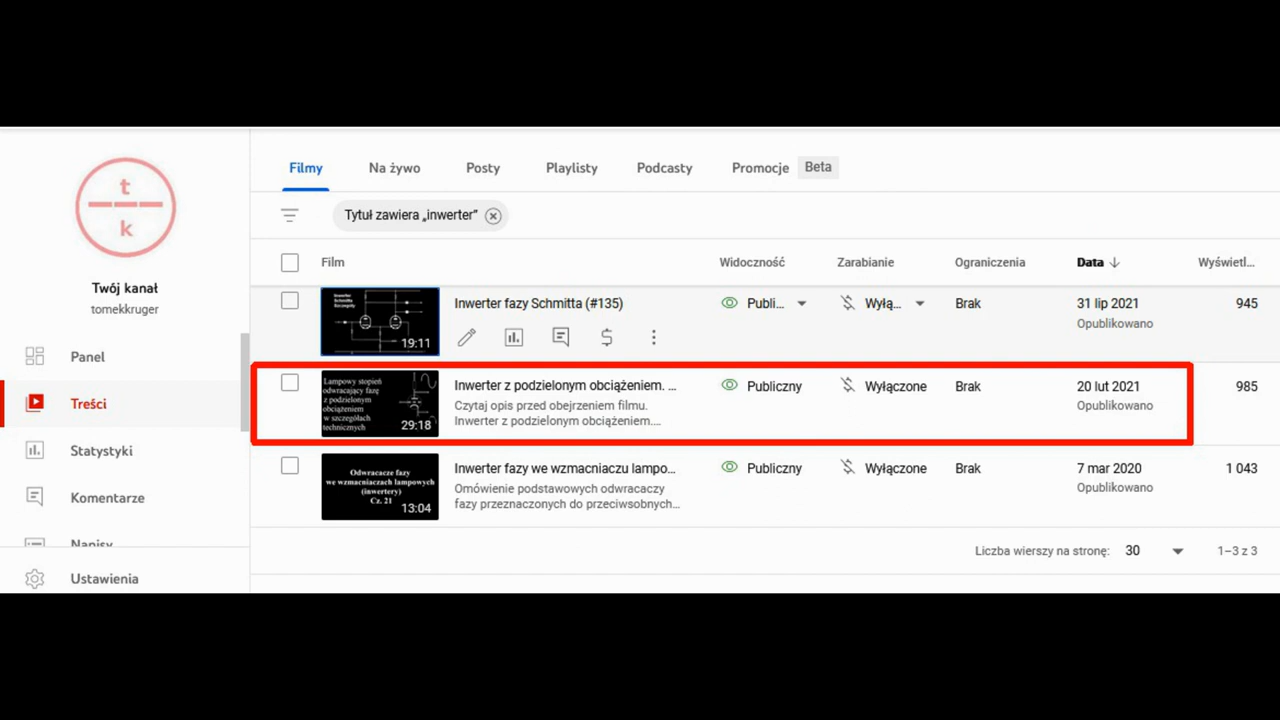 t
k
Twój kanał
tomekkruger
Panel
Treści
Statystyki
Komentarze
Napisy
Ustawienia
Filmy Na żywo Posty Playlisty Podcasty Promocje Beta
Tytuł zawiera „inwerter”
Film Widoczność Zarabianie Ograniczenia Data Wyświetl...
Inwerter fazy Schmitta (#135) Publi... Wyłą... Brak 31 lip 2021 945
Opublikowano
19:11
Lampowy stopień
odwracający fazę
z podzielonym
obciążeniem
w szczegółach
technicznych
29:18
Inwerter z podzielonym obciążeniem. ... Publiczny Wyłączone Brak 20 lut 2021 985
Czytaj opis przed obejrzeniem filmu. Opublikowano
Inwerter z podzielonym obciążeniem....
Odwracacze fazy
we wzmacniaczach lampowych
(inwertery)
Cz. 21
13:04
Inwerter fazy we wzmacniaczu lampo... Publiczny Wyłączone Brak 7 mar 2020 1 043
Omówienie podstawowych odwracaczy Opublikowano
fazy przeznaczonych do przeciwsobnych...
Liczba wierszy na stronę: 30 1–3 z 3